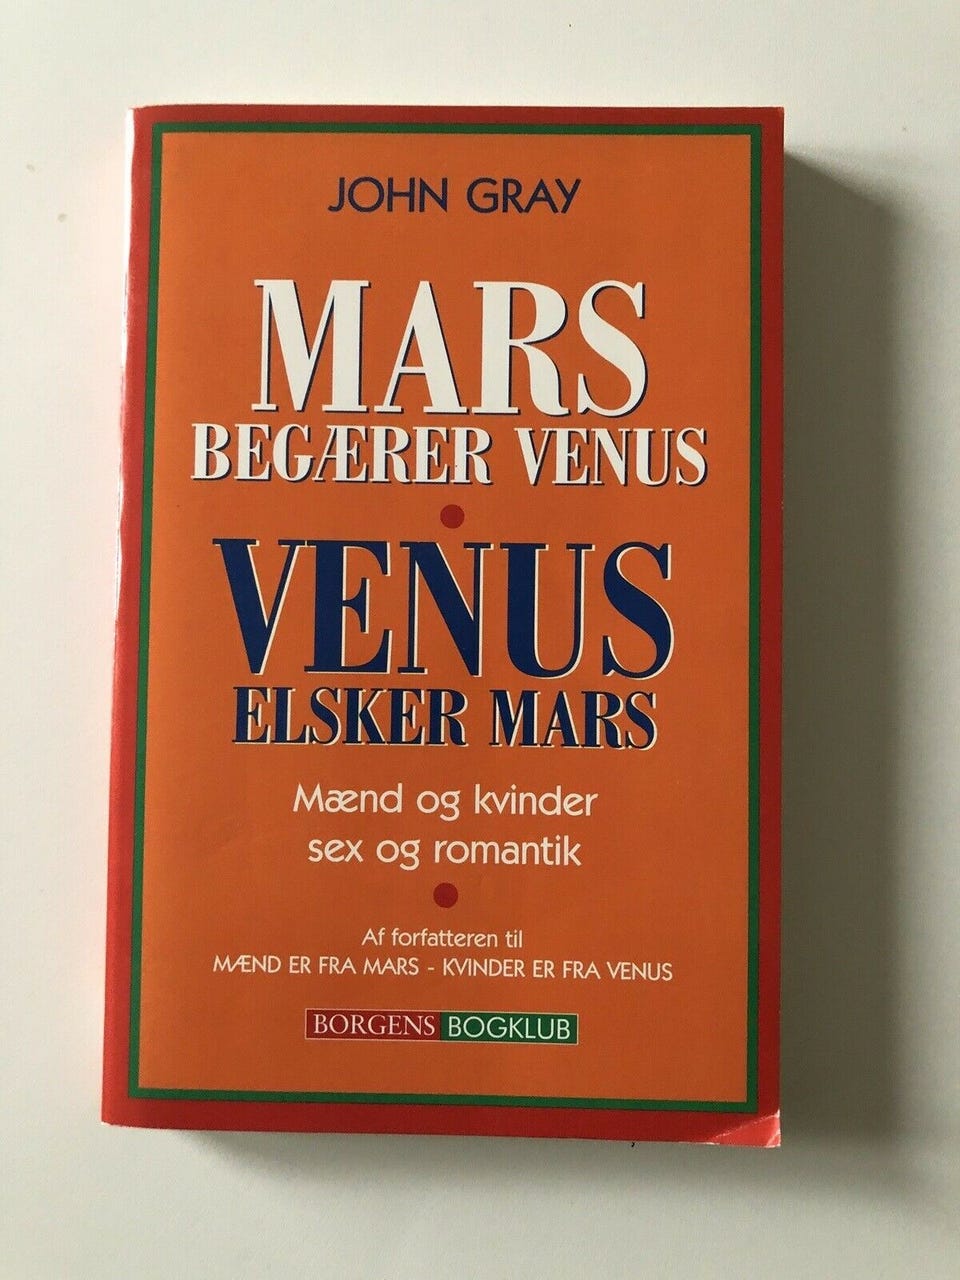 JOHN GRAY
MARS
BEGÆRER VENUS
VENUS
ELSKER MARS
Mænd og kvinder
sex og romantik
Af forfatteren til
MÆND ER FRA MARS - KVINDER ER FRA VENUS
BORGENS BOGKLUB